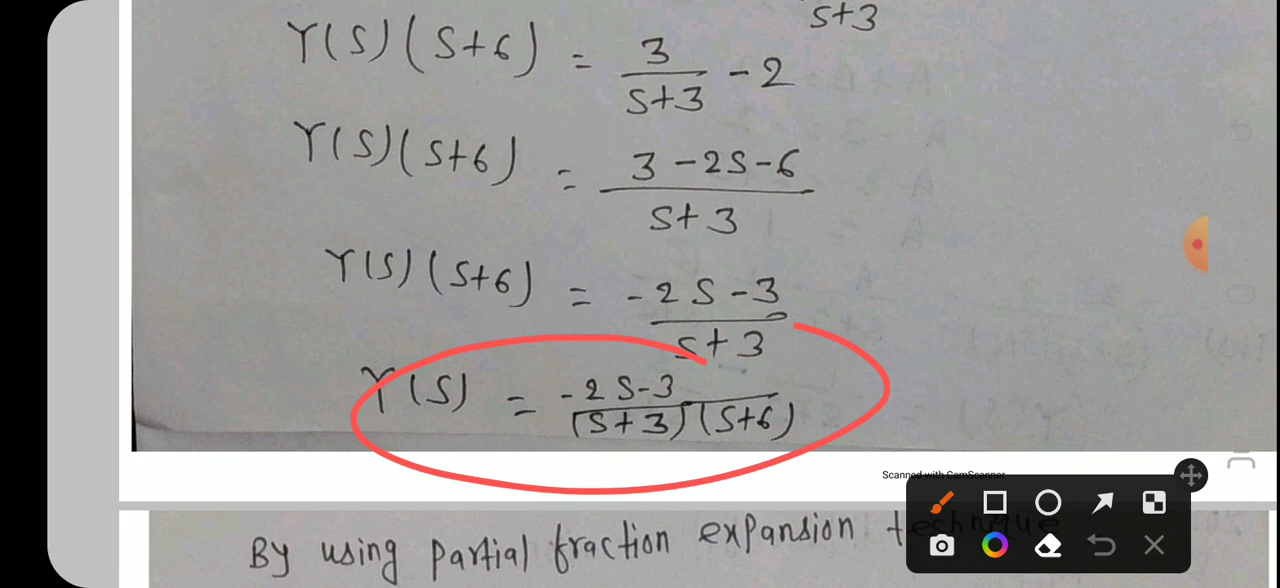 s+3
Y(S)(S+6) = 3/s+3 -2
Y(S)(S+6) = 3-2S-6/s+3
Y(S)(S+6) = -2S-3/s+3
Y(S) = -2S-3/(S+3)(S+6)
Scanned with CamScanner
By using partial fraction expansion technique